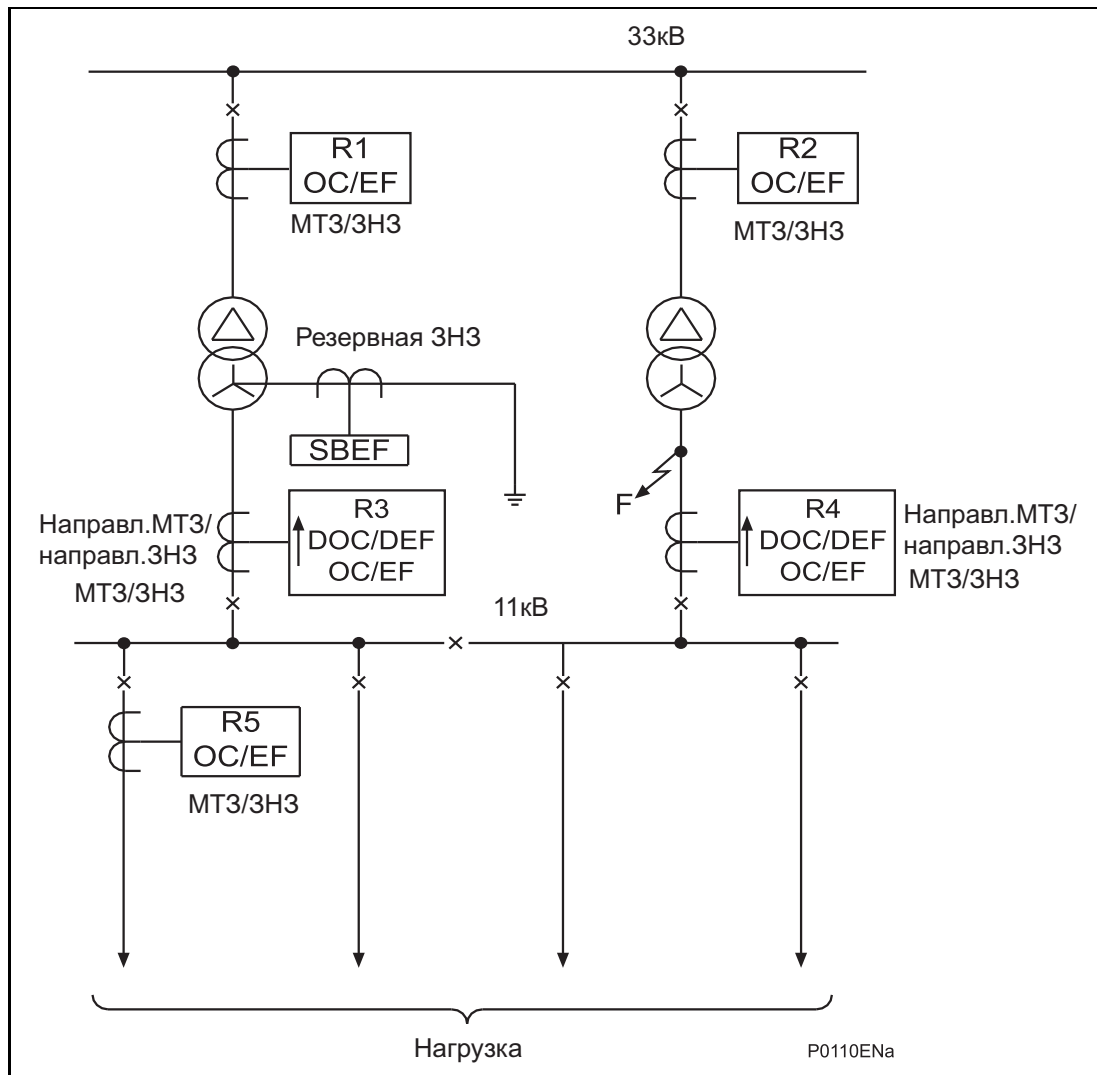 33кВ
R1
OC/EF
МТЗ/ЗНЗ
R2
OC/EF
МТЗ/ЗНЗ
Резервная ЗНЗ
SBEF
F
Направл.МТЗ/
направл.ЗНЗ
МТЗ/ЗНЗ
R3
DOC/DEF
OC/EF
R4
DOC/DEF
OC/EF
Направл.МТЗ/
направл.ЗНЗ
МТЗ/ЗНЗ
11кВ
R5
OC/EF
МТЗ/ЗНЗ
Нагрузка
P0110ENa